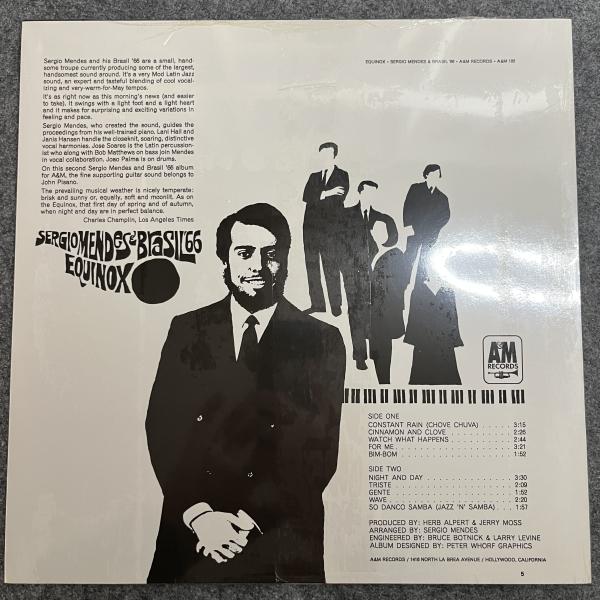 Sergio Mendes and his Brasil '66 are a small, hand-
some troupe currently producing some of the largest,
handsomest sound around. It's a very Mod Latin Jazz
sound, an expert and tasteful blending of cool vocal-
izing and very-warm-for-May tempos.
It's as right now as this morning's news (and easier
to take). It swings with a light foot and a light heart
and it makes for surprising and exciting variations in
feeling and pace.
Sergio Mendes, who created the sound, guides the
proceedings from his well-trained piano. Lani Hall and
Janis Hansen handle the closeknit, soaring, distinctive
vocal harmonies. Jose Soares is the Latin percussion-
ist who along with Bob Matthews on bass join Mendes
in vocal collaboration. Joao Palma is on drums.
On this second Sergio Mendes and Brasil '66 album
for A&M, the fine supporting guitar sound belongs to
John Pisano.
The prevailing musical weather is nicely temperate:
brisk and sunny or, equally, soft and moonlit. As on
the Equinox, that first day of spring and of autumn,
when night and day are in perfect balance.
Charles Champlin, Los Angeles Times
EQUINOX • SERGIO MENDES & BRASIL '66 • A&M RECORDS • A&M 122
SERGIO MENDES & BRASIL '66
EQUINOX
A&M
RECORDS
SIDE ONE
CONSTANT RAIN (CHOVE CHUVA) ..... 3:15
CINNAMON AND CLOVE ..... 2:26
WATCH WHAT HAPPENS ..... 2:44
FOR ME ..... 3:21
BIM-BOM ..... 1:52
SIDE TWO
NIGHT AND DAY ..... 3:30
TRISTE ..... 2:09
GENTE ..... 1:52
WAVE ..... 2:20
SO DANCO SAMBA (JAZZ 'N' SAMBA) ... 1:57
PRODUCED BY: HERB ALPERT & JERRY MOSS
ARRANGED BY: SERGIO MENDES
ENGINEERED BY: BRUCE BOTNICK & LARRY LEVINE
ALBUM DESIGNED BY: PETER WHORF GRAPHICS
A&M RECORDS / 1416 NORTH LA BREA AVENUE / HOLLYWOOD, CALIFORNIA
5